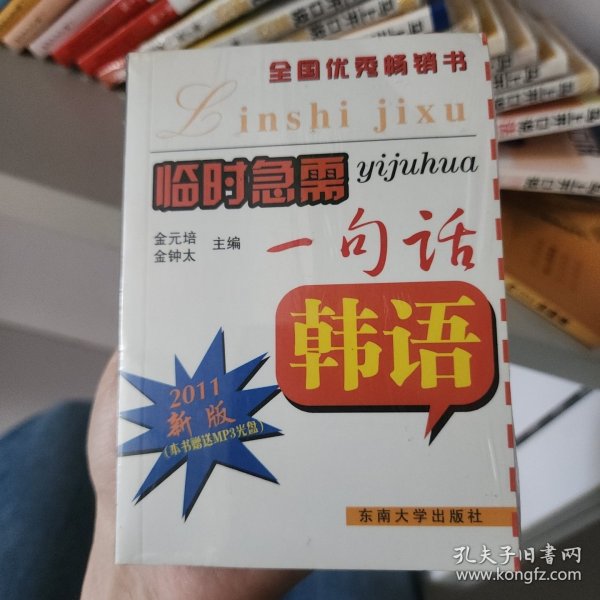 全国优秀畅销书
Linshi jixu
临时急需
yijuhua
金元培
金钟太
主编
一句话
韩语
2011
新版
(本书赠送MP3光盘)
东南大学出版社
孔夫子旧书网
www.kongfz.com